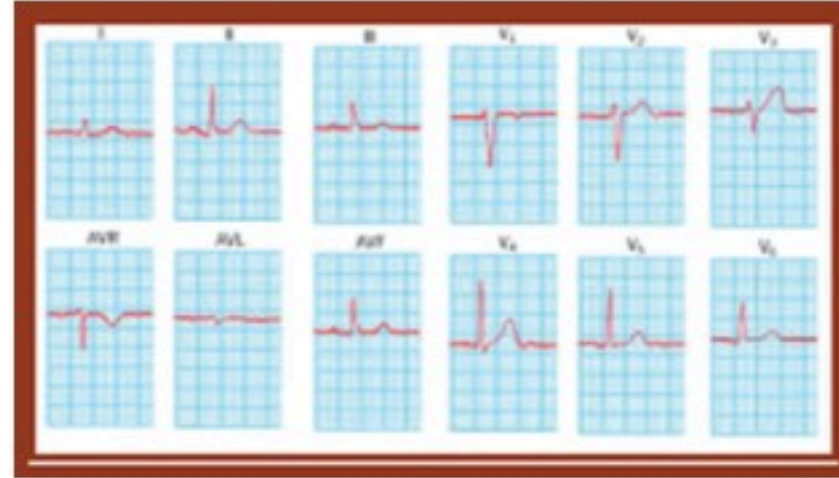 I II III V₁ V₂ V₃
AVR AVL AVF V₄ V₅ V₆